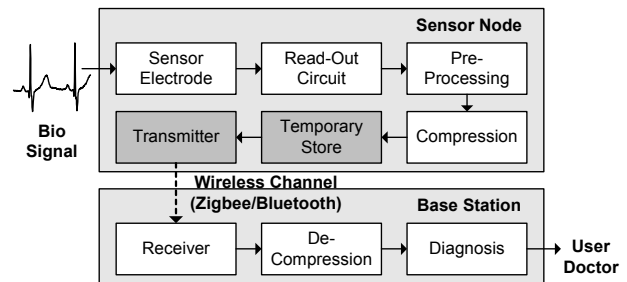 Sensor Node
Sensor
Electrode
Read-Out
Circuit
Pre-
Processing
Bio
Signal
Transmitter
Temporary
Store
Compression
Wireless Channel
(Zigbee/Bluetooth)
Base Station
Receiver
De-
Compression
Diagnosis
User
Doctor